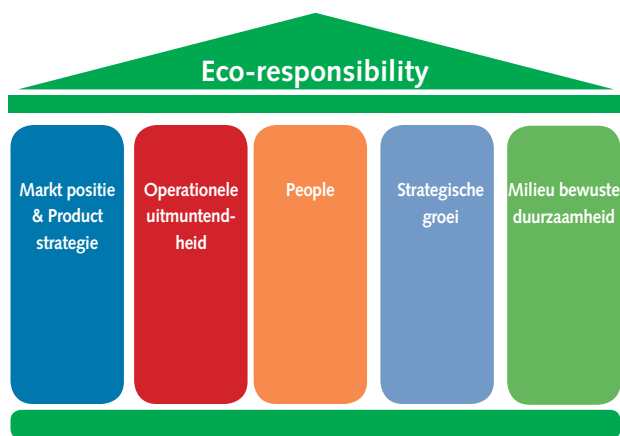 Eco-responsibility
Markt positie
& Product
strategie
Operationele
uitmuntend-
heid
People
Strategische
groei
Milieu bewuste
duurzaamheid